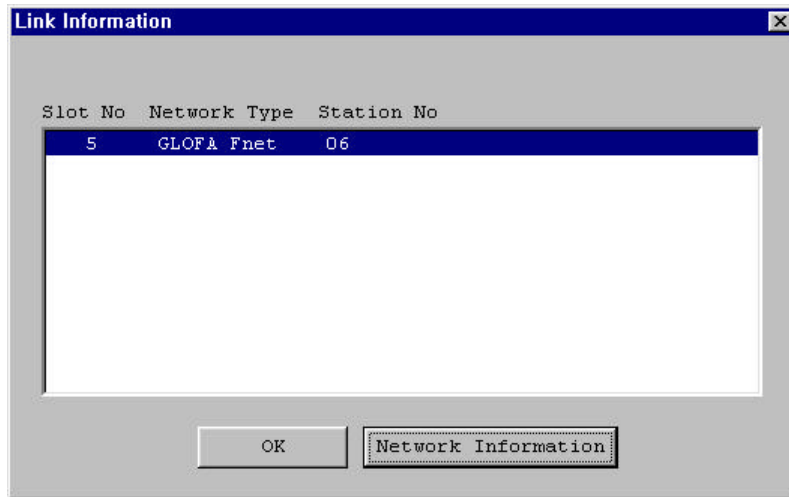 Link Information
Slot No Network Type Station No
5 GLOFA Fnet 06
OK Network Information